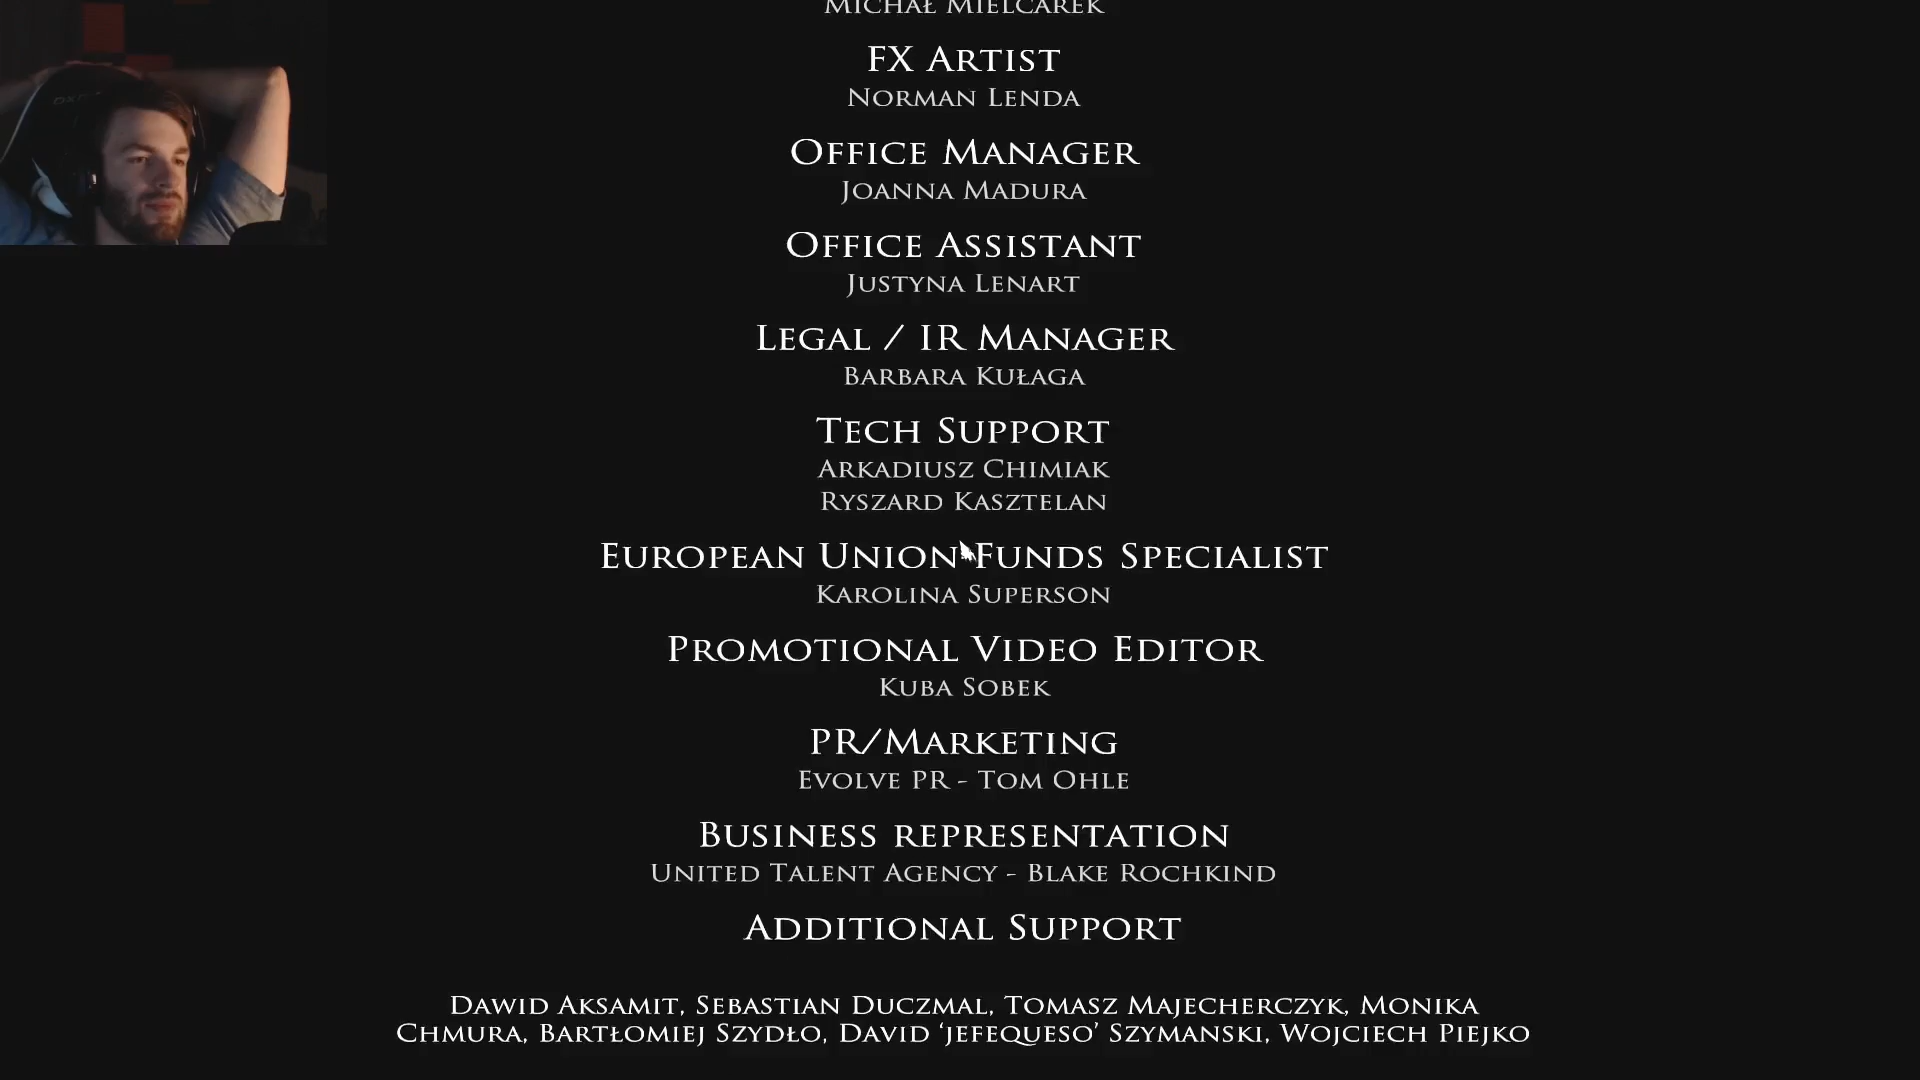 Michał Mielcarek
FX Artist
Norman Lenda
Office Manager
Joanna Madura
Office Assistant
Justyna Lenart
Legal / IR Manager
Barbara Kułaga
Tech Support
Arkadiusz Chimiak
Ryszard Kasztelan
European Union Funds Specialist
Karolina Superson
Promotional Video Editor
Kuba Sobek
PR/Marketing
Evolve PR - Tom Ohle
Business representation
United Talent Agency - Blake Rochkind
Additional Support
Dawid Aksamit, Sebastian Duczmal, Tomasz Majecherczyk, Monika
Chmura, Bartłomiej Szydło, David ‘jefequeso’ Szymanski, Wojciech Piejko